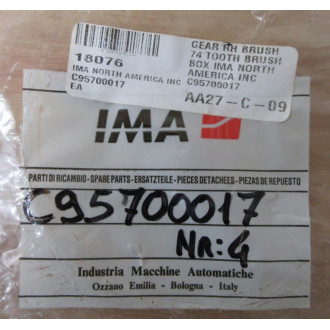 18076
IMA NORTH AMERICA INC
C95700017
EA
GEAR RH BRUSH
74 TOOTH BRUSH
BOX IMA NORTH
AMERICA INC
C95700017
AA27-C-09
IMA
PARTI DI RICAMBIO - SPARE PARTS - ERSATZTEILE - PIECES DETACHEES - PIEZAS DE REPUESTO
C95700017
NR:4
Industria Macchine Automatiche
Ozzano Emilia - Bologna - Italy